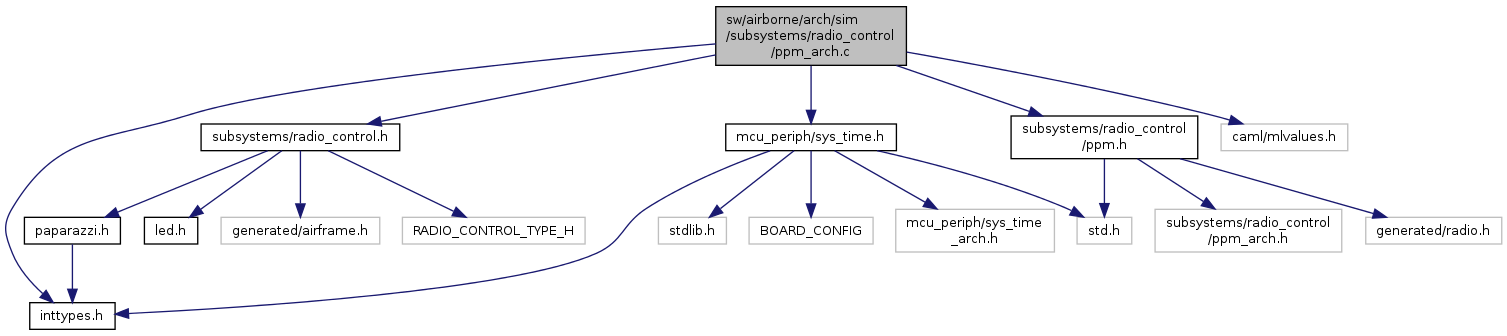 sw/airborne/arch/sim
/subsystems/radio_control
/ppm_arch.c
subsystems/radio_control.h
mcu_periph/sys_time.h
subsystems/radio_control
/ppm.h
caml/mlvalues.h
paparazzi.h
led.h
generated/airframe.h
RADIO_CONTROL_TYPE_H
stdlib.h
BOARD_CONFIG
mcu_periph/sys_time
_arch.h
std.h
subsystems/radio_control
/ppm_arch.h
generated/radio.h
inttypes.h